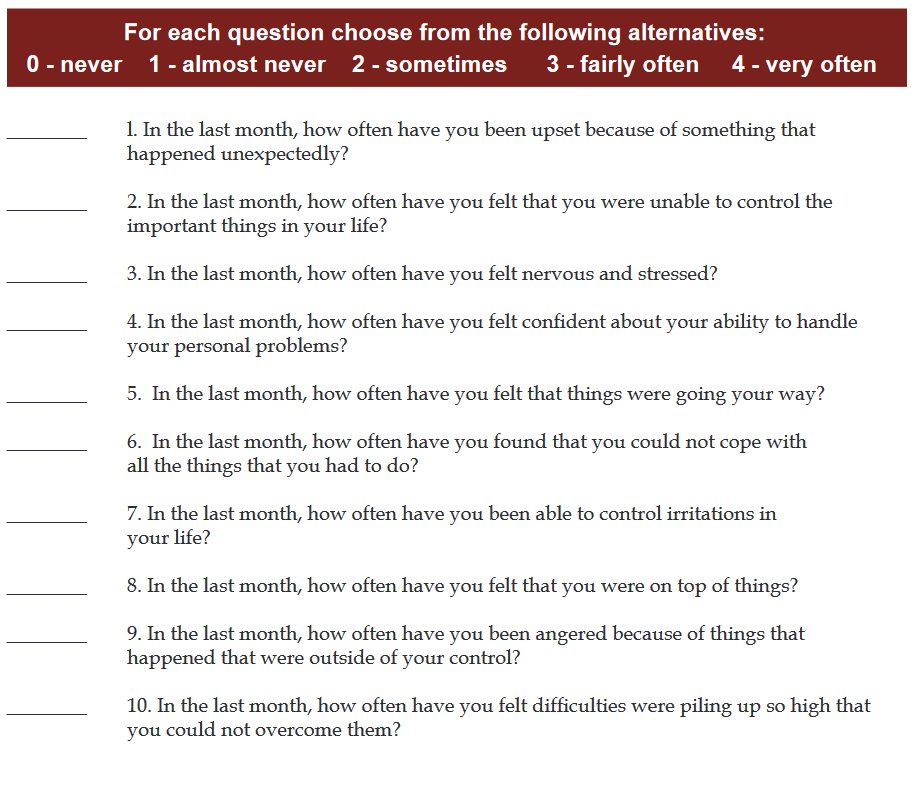 For each question choose from the following alternatives:
0 - never 1 - almost never 2 - sometimes 3 - fairly often 4 - very often
________ l. In the last month, how often have you been upset because of something that
happened unexpectedly?
________ 2. In the last month, how often have you felt that you were unable to control the
important things in your life?
________ 3. In the last month, how often have you felt nervous and stressed?
________ 4. In the last month, how often have you felt confident about your ability to handle
your personal problems?
________ 5. In the last month, how often have you felt that things were going your way?
________ 6. In the last month, how often have you found that you could not cope with
all the things that you had to do?
________ 7. In the last month, how often have you been able to control irritations in
your life?
________ 8. In the last month, how often have you felt that you were on top of things?
________ 9. In the last month, how often have you been angered because of things that
happened that were outside of your control?
________ 10. In the last month, how often have you felt difficulties were piling up so high that
you could not overcome them?